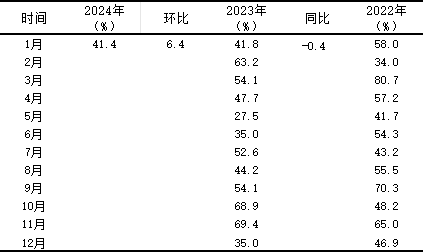 时间 2024年（%） 环比 2023年（%） 同比 2022年（%）
1月 41.4 6.4 41.8 -0.4 58.0
2月 63.2 34.0
3月 54.1 80.7
4月 47.7 57.2
5月 27.5 41.7
6月 35.0 54.3
7月 52.6 43.2
8月 44.2 55.5
9月 54.1 70.3
10月 68.9 48.2
11月 69.4 65.0
12月 35.0 46.9